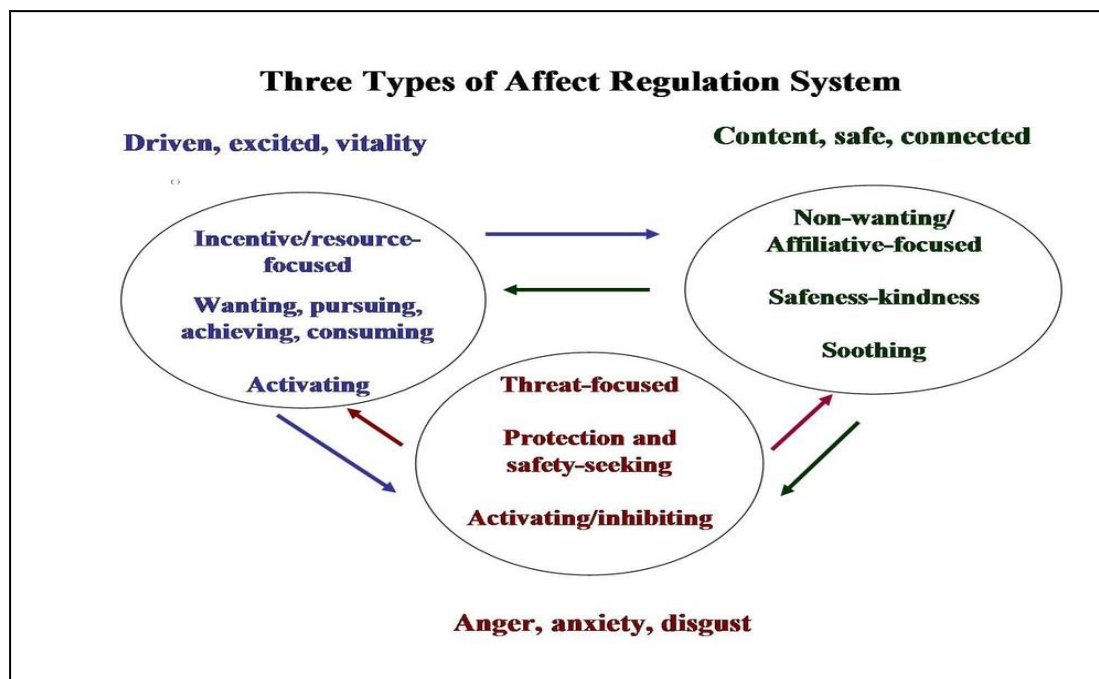 Three Types of Affect Regulation System
Driven, excited, vitality
Content, safe, connected
Incentive/resource-
focused
Wanting, pursuing,
achieving, consuming
Activating
Non-wanting/
Affiliative-focused
Safeness-kindness
Soothing
Threat-focused
Protection and
safety-seeking
Activating/inhibiting
Anger, anxiety, disgust